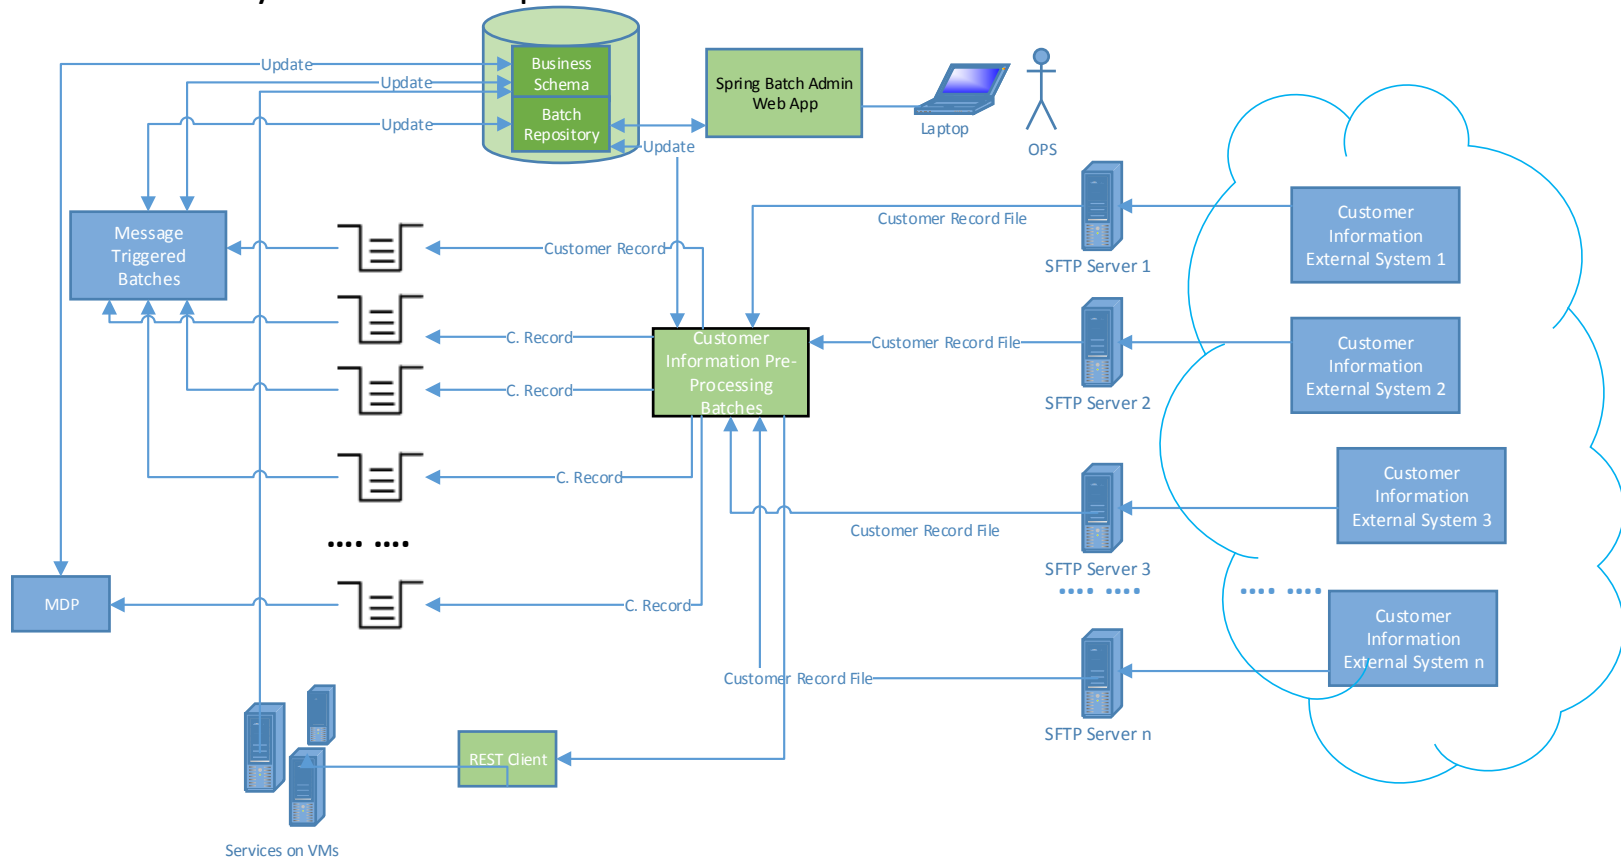 Update
Update
Update
Business
Schema
Batch
Repository
Update
Spring Batch Admin
Web App
Laptop
OPS
Message
Triggered
Batches
Customer Record
C. Record
C. Record
C. Record
.... ....
C. Record
MDP
Customer
Information Pre-
Processing
Batches
Customer Record File
Customer Record File
Customer Record File
Customer Record File
SFTP Server 1
SFTP Server 2
SFTP Server 3
.... ....
SFTP Server n
Customer
Information
External System 1
Customer
Information
External System 2
Customer
Information
External System 3
.... ....
Customer
Information
External System n
REST Client
Services on VMs